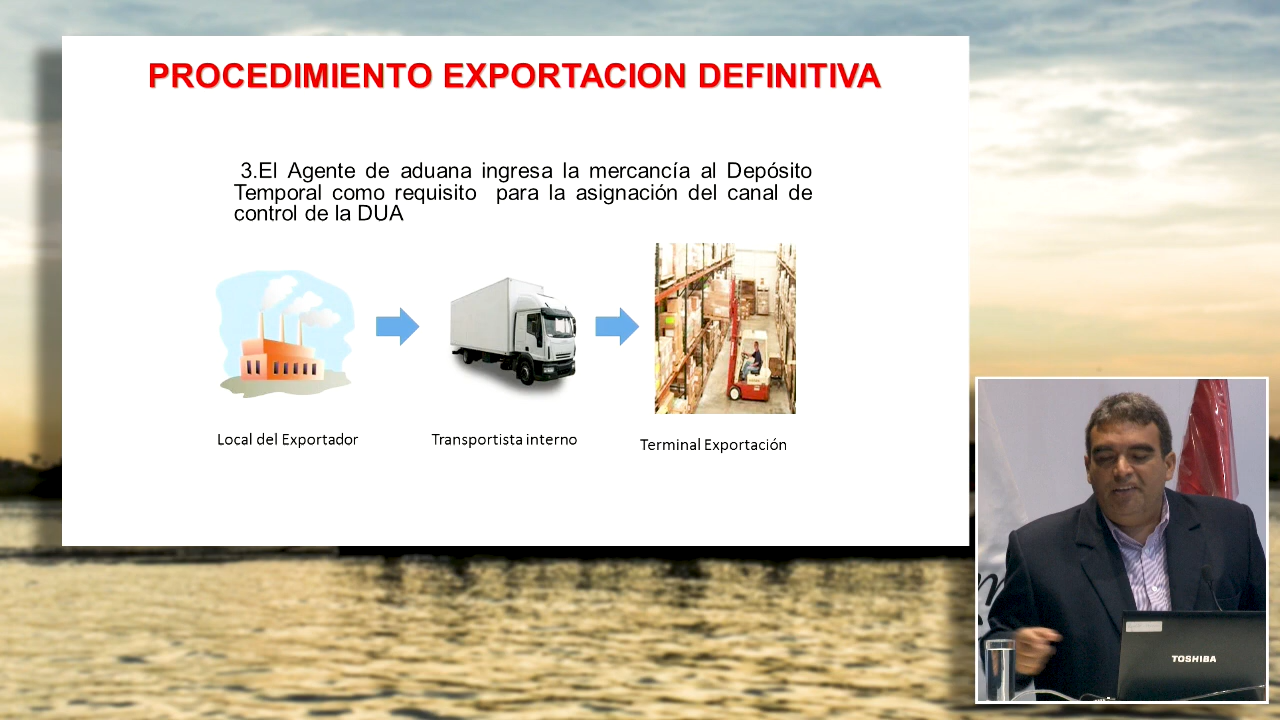 PROCEDIMIENTO EXPORTACION DEFINITIVA
3.El Agente de aduana ingresa la mercancía al Depósito
Temporal como requisito para la asignación del canal de
control de la DUA
Local del Exportador
Transportista interno
Terminal Exportación
TOSHIBA